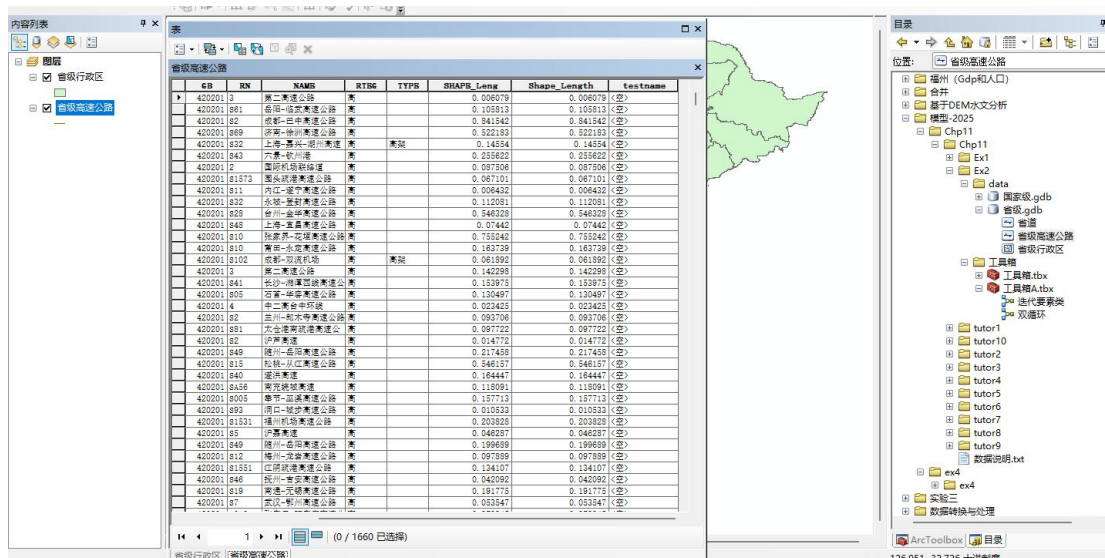 内容列表
图层
省级行政区
省级高速公路
表
省级高速公路
GB RN NAME RTEG TYPE SHAPE_Leng Shape_Length testname
420201 3 第二高速公路 高 0.006079 0.006079 <空>
420201 S61 岳阳-临武高速公路 高 0.105813 0.105813 <空>
420201 S2 成都-巴中高速公路 高 0.841542 0.841542 <空>
420201 S69 济南-徐州高速公路 高 0.522183 0.522183 <空>
420201 S32 上海-嘉兴-湖州高速 高 高架 0.14554 0.14554 <空>
420201 S43 六景-钦州港 高 0.255622 0.255622 <空>
420201 2 国际机场联络道 高 0.087506 0.087506 <空>
420201 S1573 围头疏港高速公路 高 0.067101 0.067101 <空>
420201 S11 内江-遂宁高速公路 高 0.006432 0.006432 <空>
420201 S32 永城-登封高速公路 高 0.112081 0.112081 <空>
420201 S28 台州-金华高速公路 高 0.546328 0.546328 <空>
420201 S48 上海-宜昌高速公路 高 0.07442 0.07442 <空>
420201 S10 张家界-花垣高速公路 高 0.755242 0.755242 <空>
420201 S10 莆田-永定高速公路 高 0.163739 0.163739 <空>
420201 S102 成都-双流机场 高 高架 0.061892 0.061892 <空>
420201 3 第二高速公路 高 0.142298 0.142298 <空>
420201 S41 长沙-湘潭西线高速公 高 0.153975 0.153975 <空>
420201 S05 石首-华容高速公路 高 0.130497 0.130497 <空>
420201 4 中二高台中环线 高 0.023425 0.023425 <空>
420201 S2 兰州-郎木寺高速公路 高 0.093706 0.093706 <空>
420201 S81 太仓港南疏港高速公 高 0.097722 0.097722 <空>
420201 S2 沪芦高速 高 0.014772 0.014772 <空>
420201 S49 随州-岳阳高速公路 高 0.217458 0.217458 <空>
420201 S15 松桃-从江高速公路 高 0.546157 0.546157 <空>
420201 S40 遂洪高速 高 0.164447 0.164447 <空>
420201 SA56 南充绕城高速 高 0.118091 0.118091 <空>
420201 S005 奉节-巫溪高速公路 高 0.157713 0.157713 <空>
420201 S93 洞口-城步高速公路 高 0.010533 0.010533 <空>
420201 S1531 福州机场高速公路 高 0.203828 0.203828 <空>
420201 S5 沪嘉高速 高 0.046287 0.046287 <空>
420201 S49 随州-岳阳高速公路 高 0.199689 0.199689 <空>
420201 S12 梅州-龙岩高速公路 高 0.097889 0.097889 <空>
420201 S1551 江阴疏港高速公路 高 0.134107 0.134107 <空>
420201 S46 抚州-吉安高速公路 高 0.042092 0.042092 <空>
420201 S19 南通-无锡高速公路 高 0.191775 0.191775 <空>
420201 S7 武汉-鄂州高速公路 高 0.053547 0.053547 <空>
1 (0 / 1660 已选择)
省级行政区 省级高速公路
目录
位置: 省级高速公路
福州（Gdp和人口）
合并
基于DEM水文分析
模型-2025
Chp11
Chp11
Ex1
Ex2
data
国家级.gdb
省级.gdb
省道
省级高速公路
省级行政区
工具箱
工具箱.tbx
工具箱A.tbx
迭代要素类
双循环
tutor1
tutor10
tutor2
tutor3
tutor4
tutor5
tutor6
tutor7
tutor8
tutor9
数据说明.txt
ex4
ex4
实验三
数据转换与处理
ArcToolbox 目录